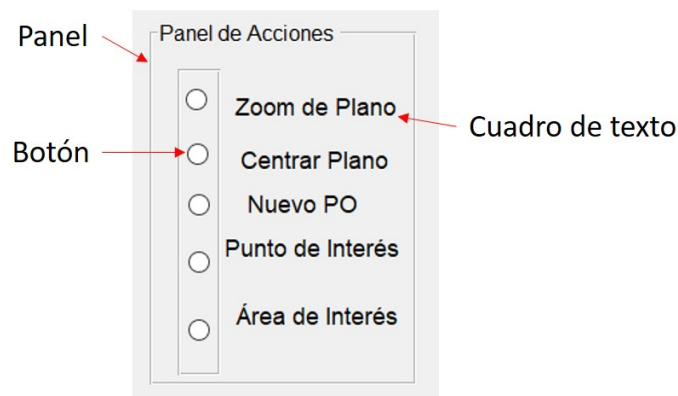 Panel
Panel de Acciones
Zoom de Plano
Cuadro de texto
Botón
Centrar Plano
Nuevo PO
Punto de Interés
Área de Interés